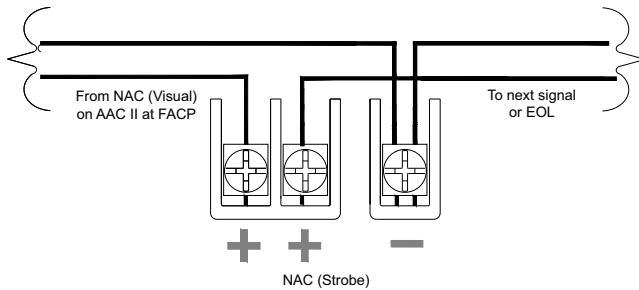 From NAC (Visual)
on AAC II at FACP
To next signal
or EOL
+ + −
NAC (Strobe)